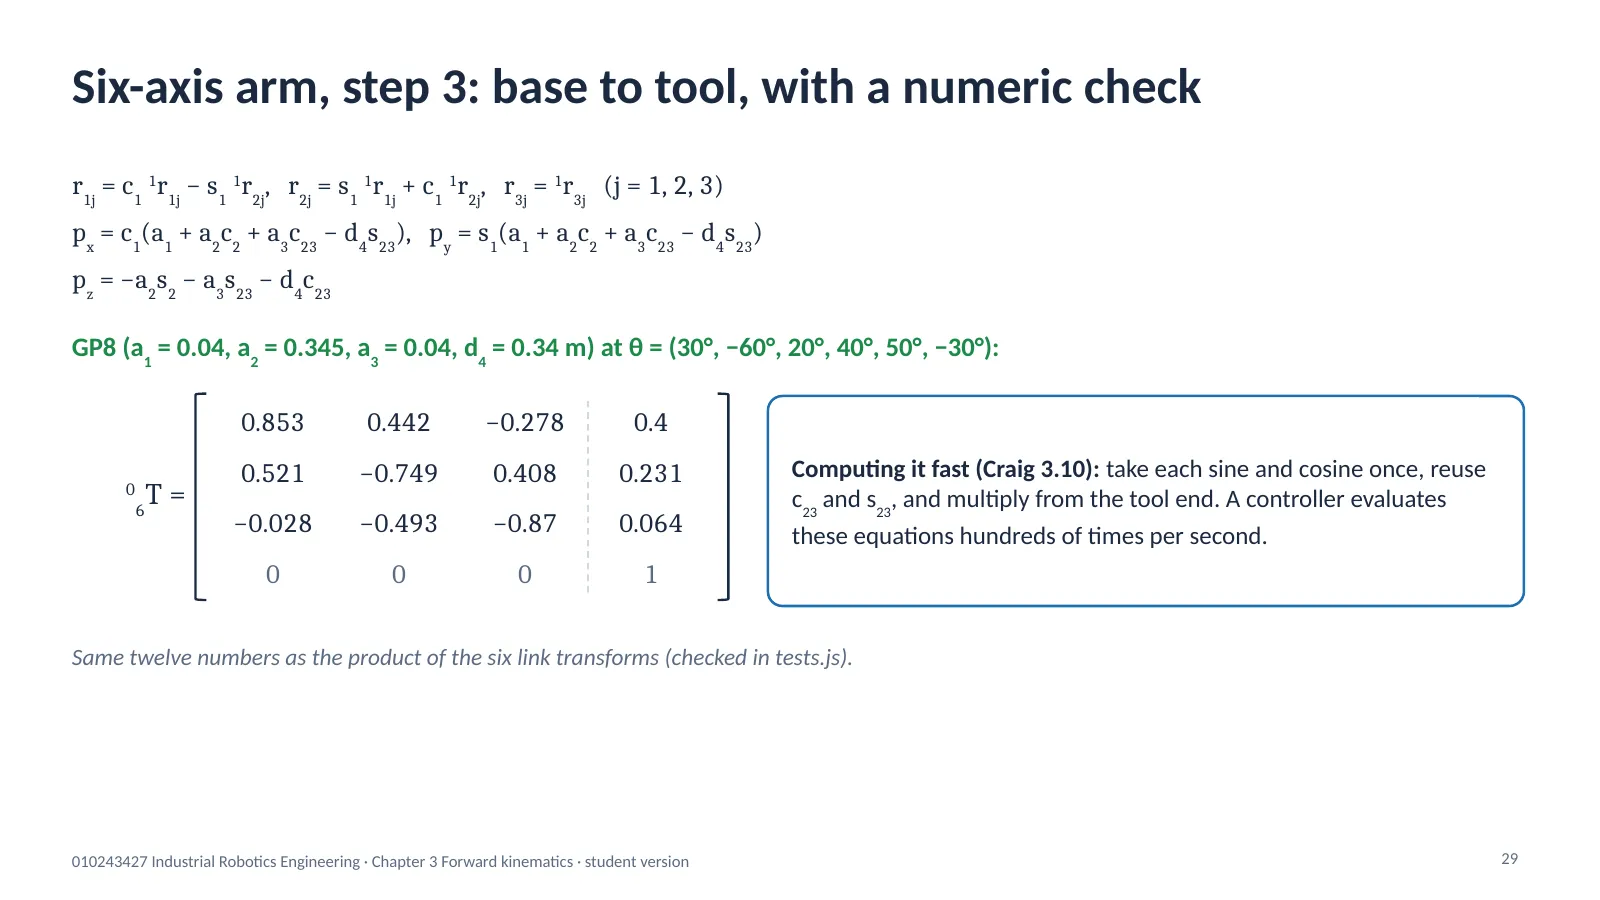 Six-axis arm, step 3: base to tool, with a numeric check
r₁ⱼ = c₁ ¹r₁ⱼ − s₁ ¹r₂ⱼ, r₂ⱼ = s₁ ¹r₁ⱼ + c₁ ¹r₂ⱼ, r₃ⱼ = ¹r₃ⱼ (j = 1, 2, 3)
pₓ = c₁(a₁ + a₂c₂ + a₃c₂₃ − d₄s₂₃), p_y = s₁(a₁ + a₂c₂ + a₃c₂₃ − d₄s₂₃)
p_z = −a₂s₂ − a₃s₂₃ − d₄c₂₃
GP8 (a₁ = 0.04, a₂ = 0.345, a₃ = 0.04, d₄ = 0.34 m) at θ = (30°, −60°, 20°, 40°, 50°, −30°):
⁰₆T =
0.853 0.442 −0.278 0.4
0.521 −0.749 0.408 0.231
−0.028 −0.493 −0.87 0.064
0 0 0 1
Computing it fast (Craig 3.10): take each sine and cosine once, reuse
c₂₃ and s₂₃, and multiply from the tool end. A controller evaluates
these equations hundreds of times per second.
Same twelve numbers as the product of the six link transforms (checked in tests.js).
010243427 Industrial Robotics Engineering · Chapter 3 Forward kinematics · student version
29